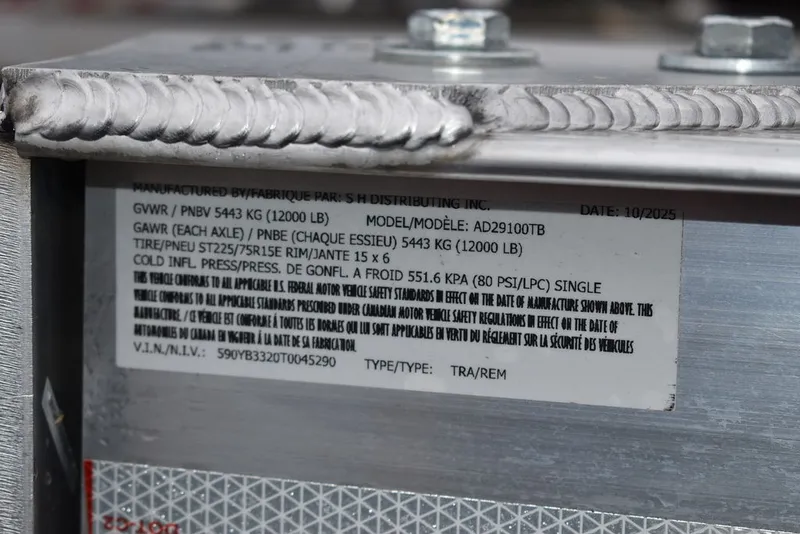 MANUFACTURED BY/FABRIQUE PAR: S H DISTRIBUTING INC. DATE: 10/2025
GVWR / PNBV 5443 KG (12000 LB) MODEL/MODÈLE: AD29100TB
GAWR (EACH AXLE) / PNBE (CHAQUE ESSIEU) 5443 KG (12000 LB)
TIRE/PNEU ST225/75R15E RIM/JANTE 15 x 6
COLD INFL. PRESS/PRESS. DE GONFL. A FROID 551.6 KPA (80 PSI/LPC) SINGLE
THIS VEHICLE CONFORMS TO ALL APPLICABLE U.S. FEDERAL MOTOR VEHICLE SAFETY STANDARDS IN EFFECT ON THE DATE OF MANUFACTURE SHOWN ABOVE. THIS
VEHICLE CONFORMS TO ALL APPLICABLE STANDARDS PRESCRIBED UNDER CANADIAN MOTOR VEHICLE SAFETY REGULATIONS IN EFFECT ON THE DATE OF
MANUFACTURE. / CE VÉHICLE EST CONFORME À TOUTES LES NORMES QUI LUI SONT APPLICABLES EN VERTU DU RÉGLEMENT SUR LA SÉCURITÉ DES VÉHICULES
AUTOMOBILES DU CANADA EN VIGUEUR À LA DATE DE SA FABRICATION.
V.I.N./N.I.V.: 590YB3320T0045290 TYPE/TYPE: TRA/REM
DOT-C2